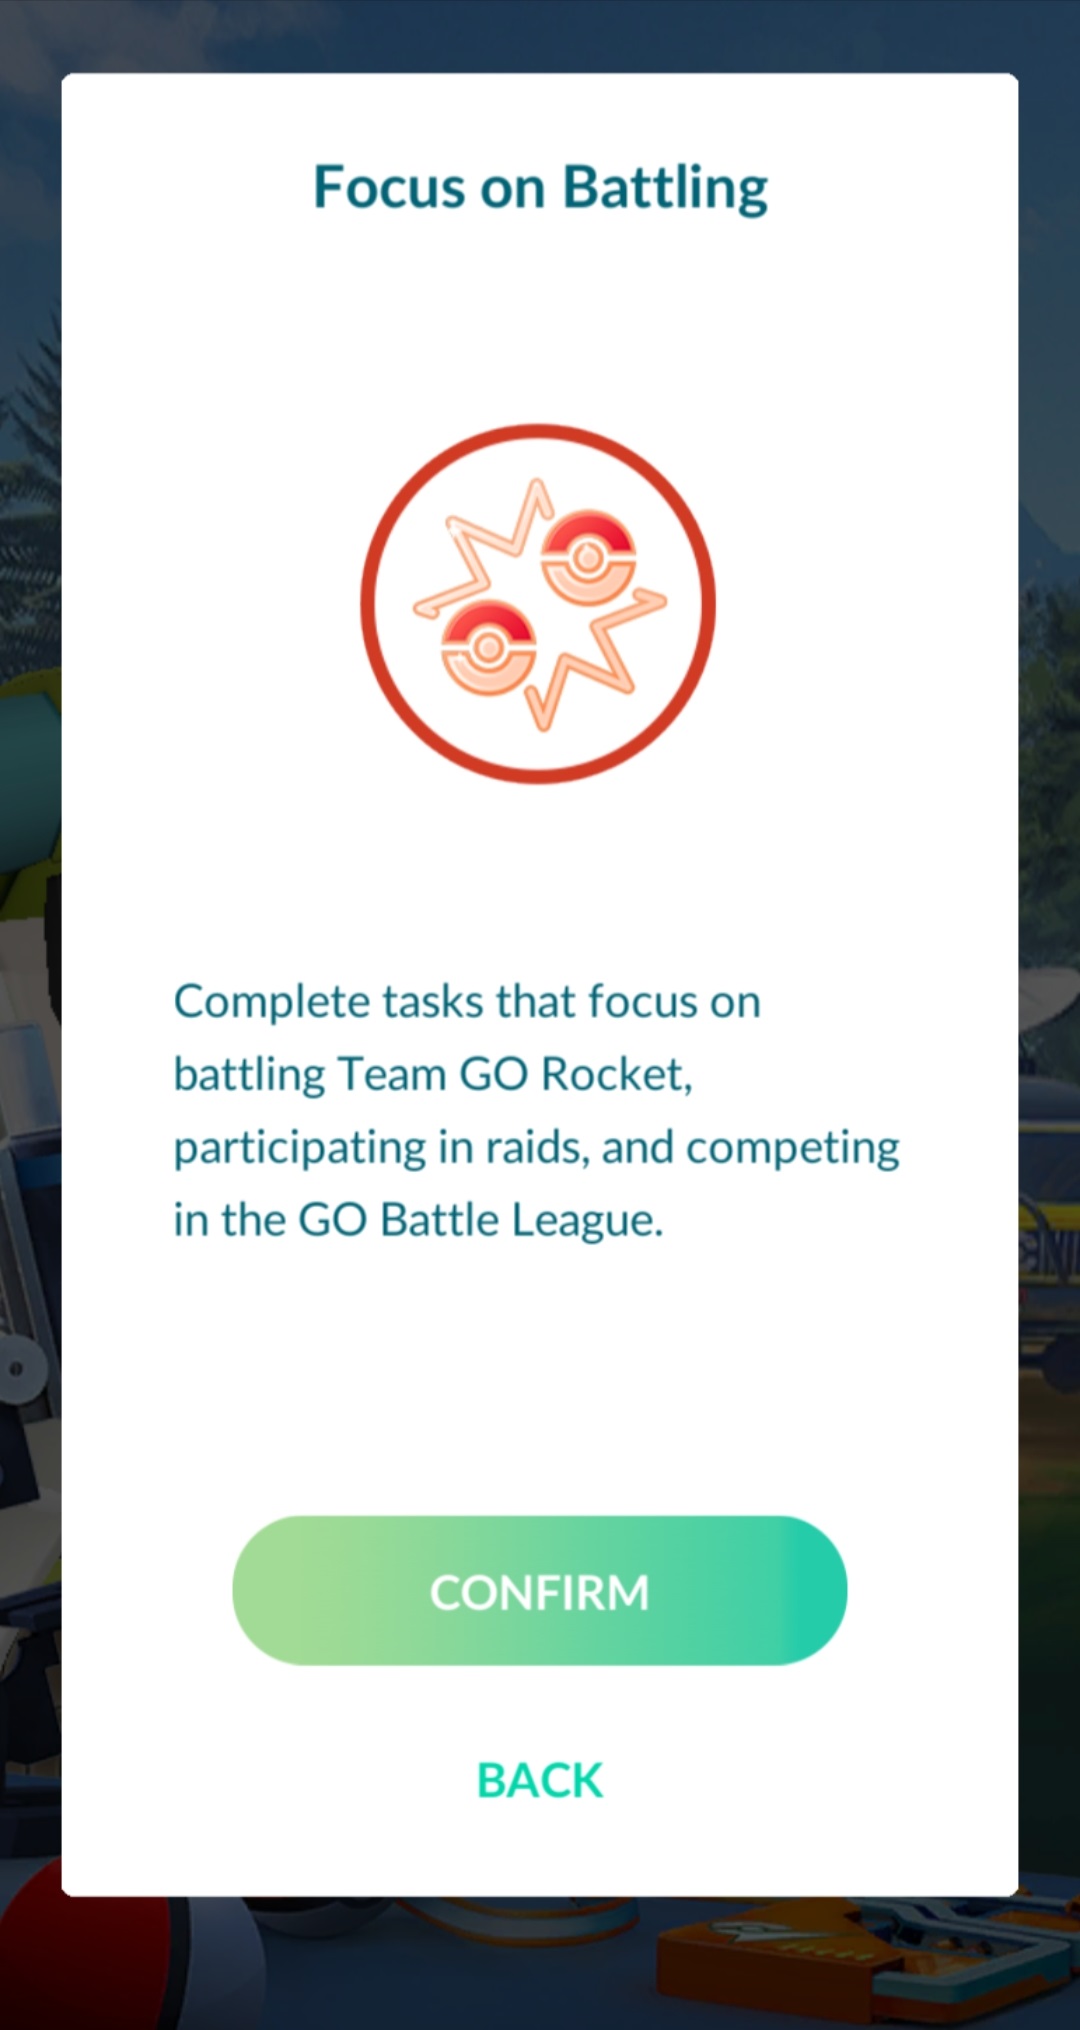 Focus on Battling
Complete tasks that focus on
battling Team GO Rocket,
participating in raids, and competing
in the GO Battle League.
CONFIRM
BACK